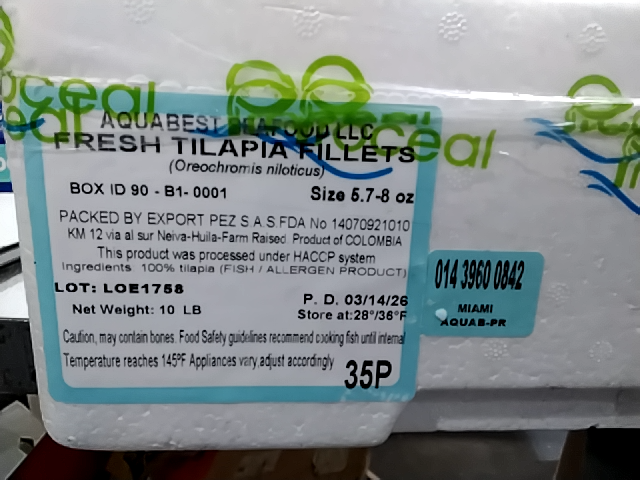 oceal
oceal
oceal
AQUABEST SEAFOOD LLC
FRESH TILAPIA FILLETS
(Oreochromis niloticus)
BOX ID 90 - B1- 0001 Size 5.7-8 oz
PACKED BY EXPORT PEZ S.A.S.FDA No 14070921010
KM 12 via al sur Neiva-Huila-Farm Raised. Product of COLOMBIA
This product was processed under HACCP system
Ingredients 100% tilapia (FISH / ALLERGEN PRODUCT)
LOT: LOE1758
P. D. 03/14/26
Net Weight: 10 LB
Store at:28°/36°F
Caution, may contain bones. Food Safety guidelines recommend cooking fish until internal
Temperature reaches 145ºF Appliances vary,adjust accordingly
35P
014 3960 0842
MIAMI
AQUAB-PR